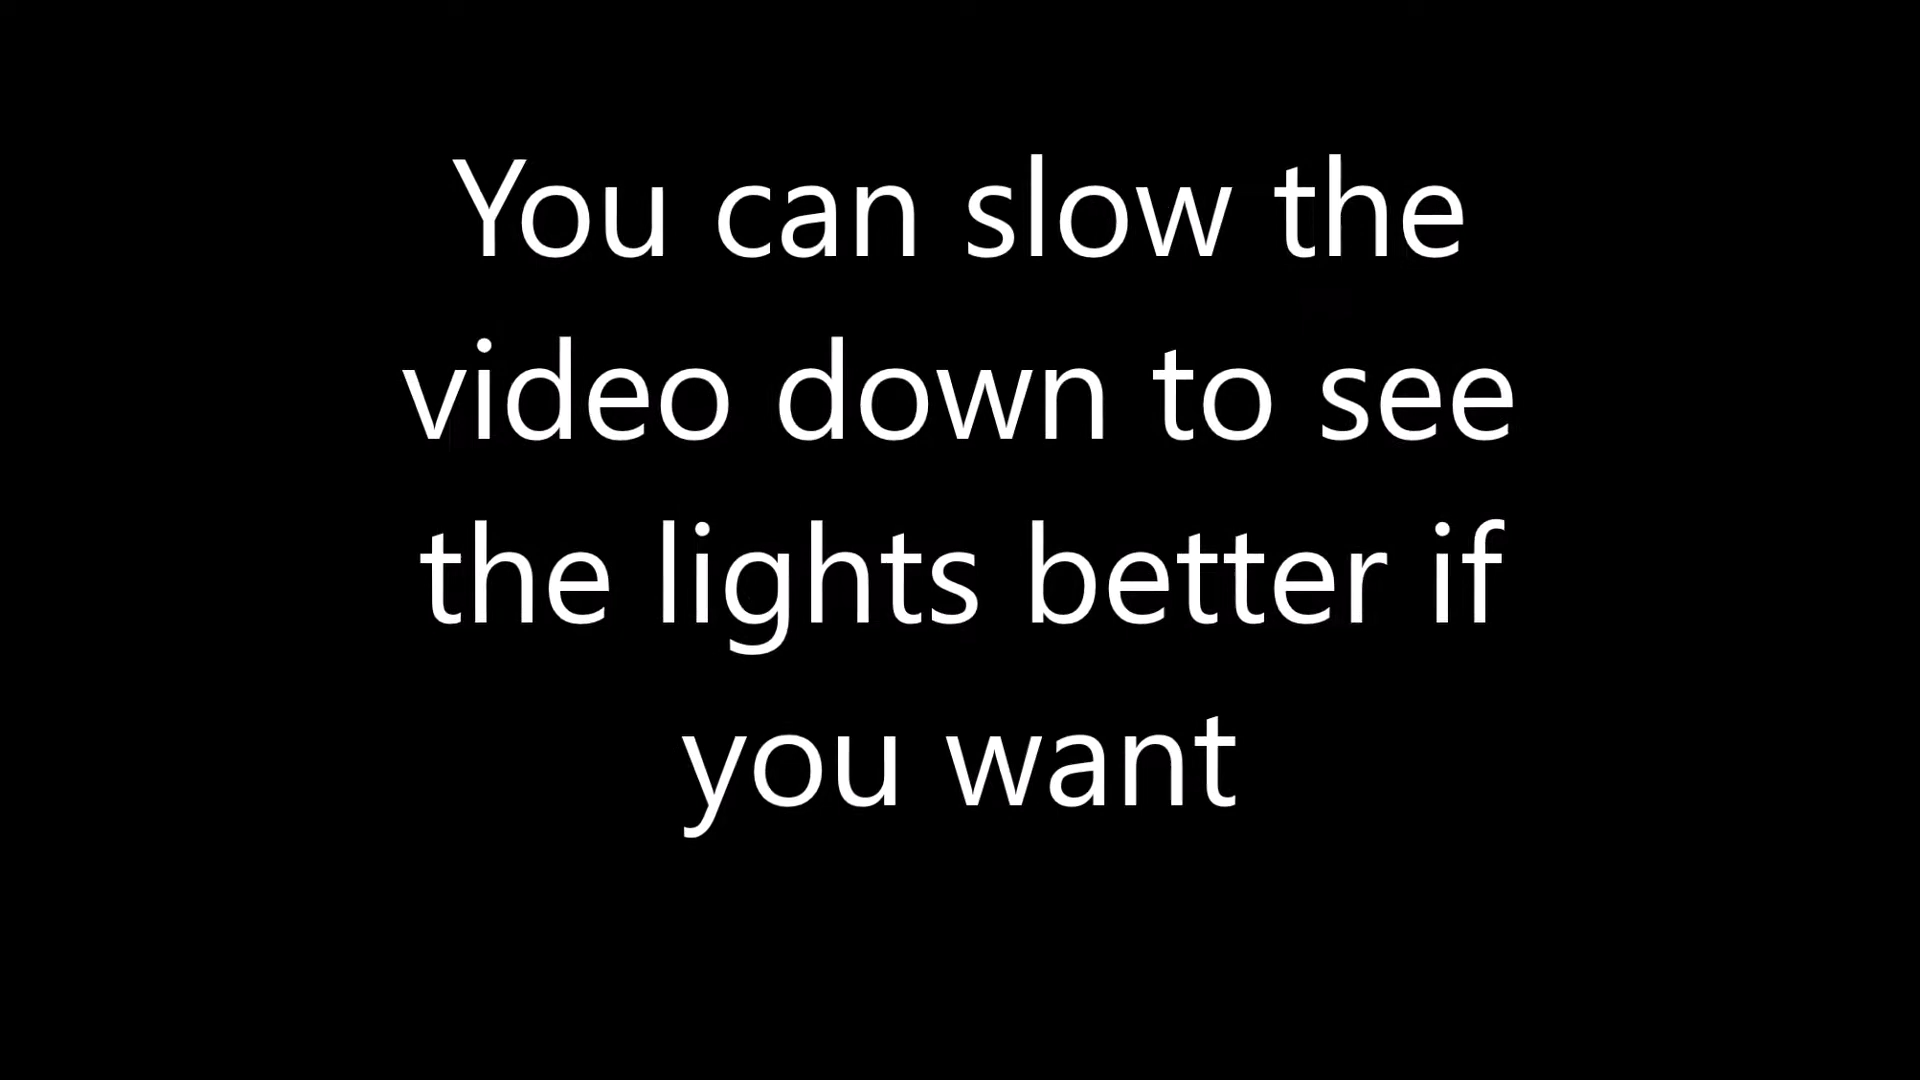 You can slow the
video down to see
the lights better if
you want